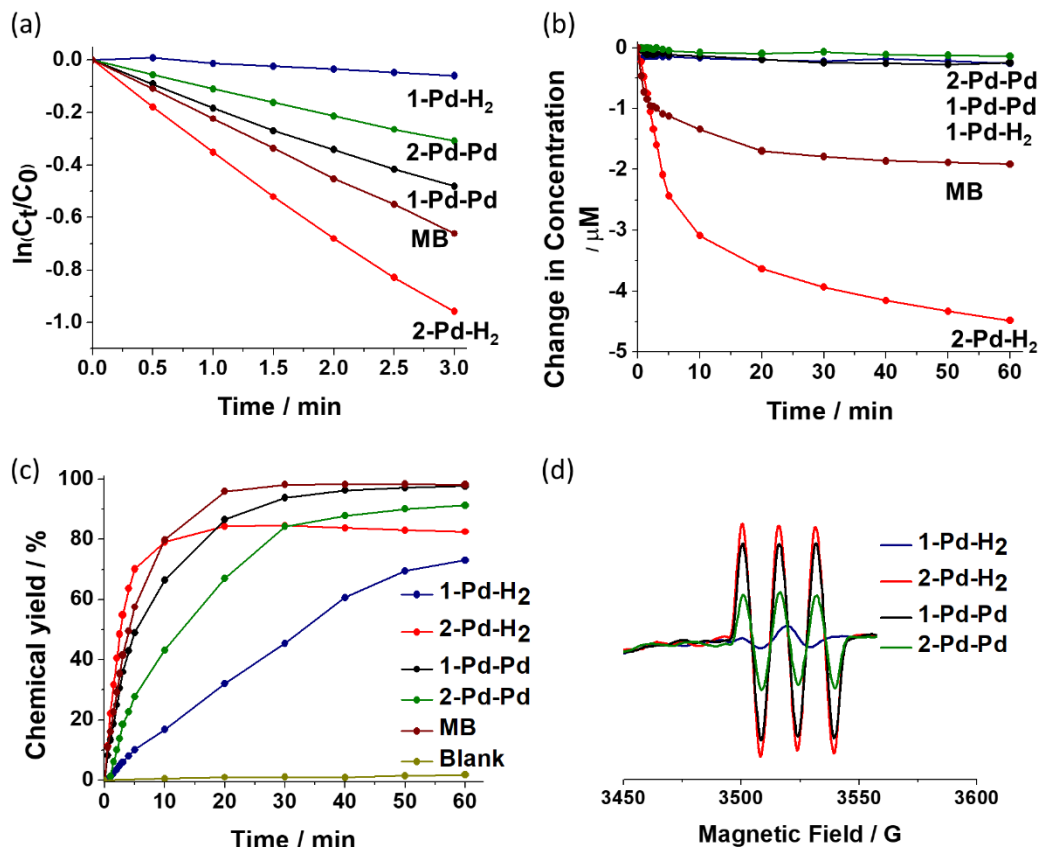 (a)
0.0
-0.2
-0.4
-0.6
-0.8
-1.0
ln(Ct/C0)
1-Pd-H2
2-Pd-Pd
1-Pd-Pd
MB
2-Pd-H2
0.0 0.5 1.0 1.5 2.0 2.5 3.0
Time / min
(b)
0
-1
-2
-3
-4
-5
Change in Concentration
/ μM
2-Pd-Pd
1-Pd-Pd
1-Pd-H2
MB
2-Pd-H2
0 10 20 30 40 50 60
Time / min
(c)
100
80
60
40
20
0
Chemical yield / %
1-Pd-H2
2-Pd-H2
1-Pd-Pd
2-Pd-Pd
MB
Blank
0 10 20 30 40 50 60
Time / min
(d)
1-Pd-H2
2-Pd-H2
1-Pd-Pd
2-Pd-Pd
3450 3500 3550 3600
Magnetic Field / G